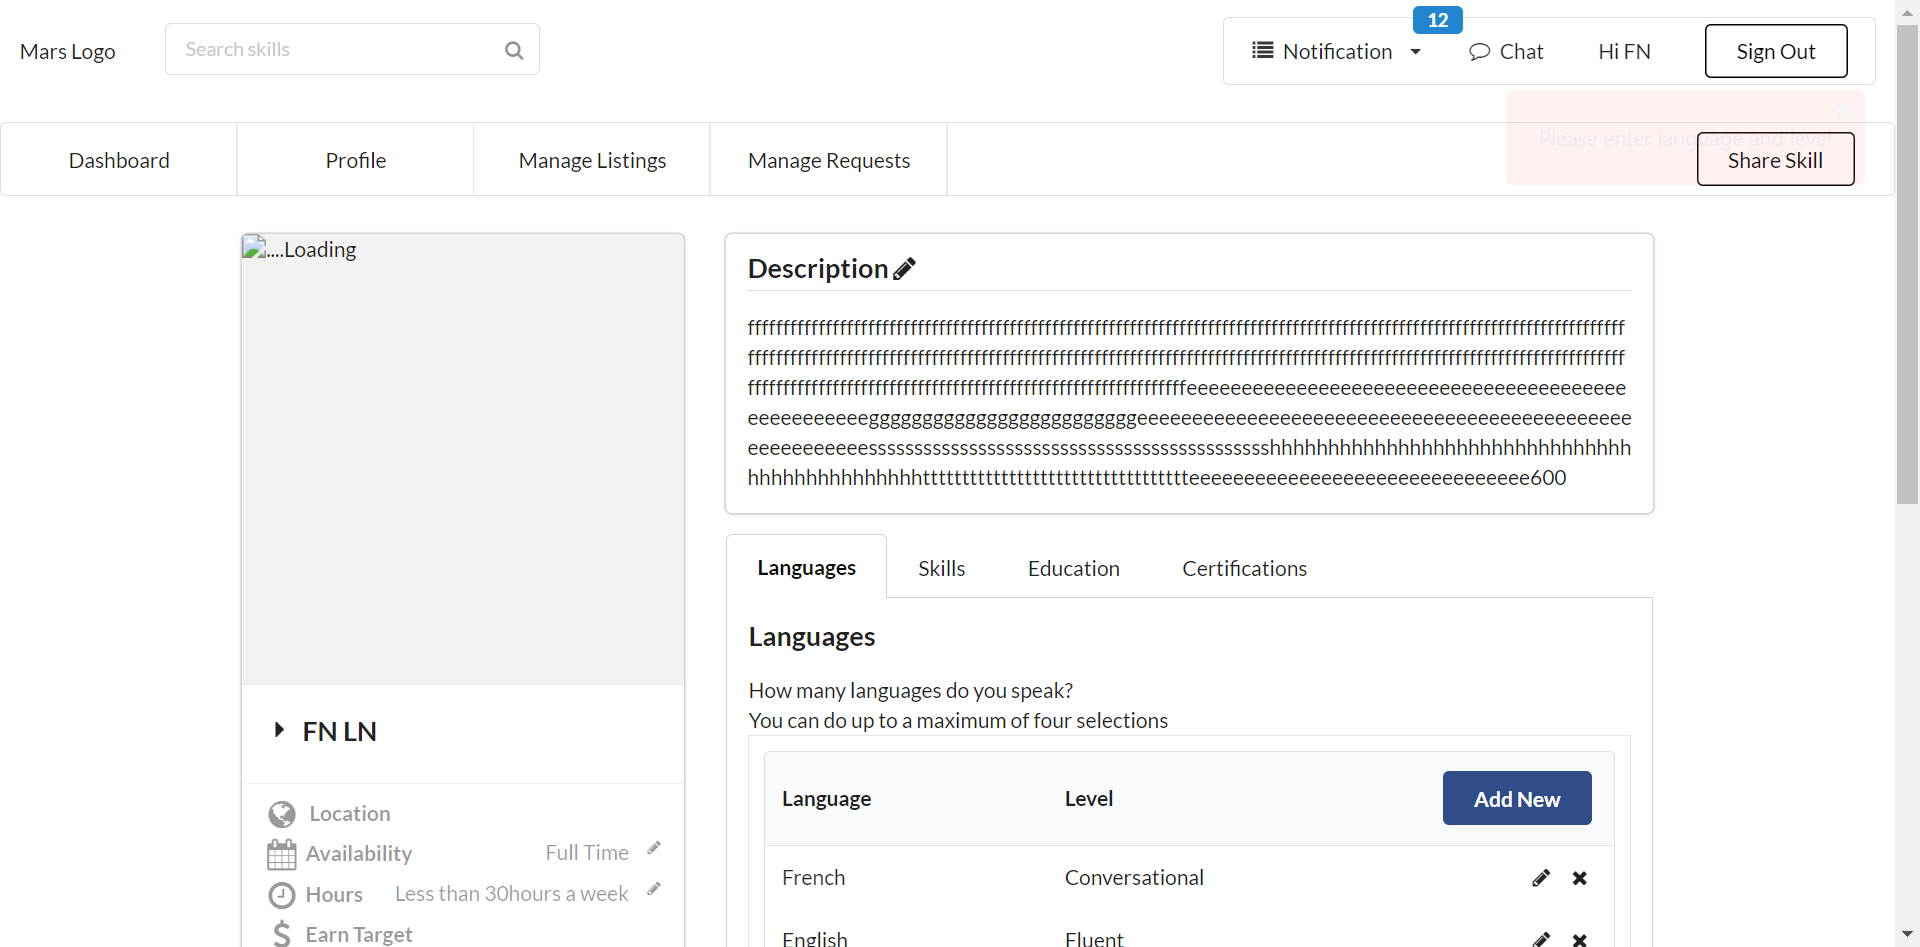 Mars Logo
Search skills
Notification
12
Chat
Hi FN
Sign Out
Please enter language and level
Dashboard
Profile
Manage Listings
Manage Requests
Share Skill
....Loading
FN LN
Location
Availability
Full Time
Hours
Less than 30hours a week
Earn Target
Description
Languages
Skills
Education
Certifications
Languages
How many languages do you speak?
You can do up to a maximum of four selections
Language
Level
Add New
French
Conversational
English
Fluent